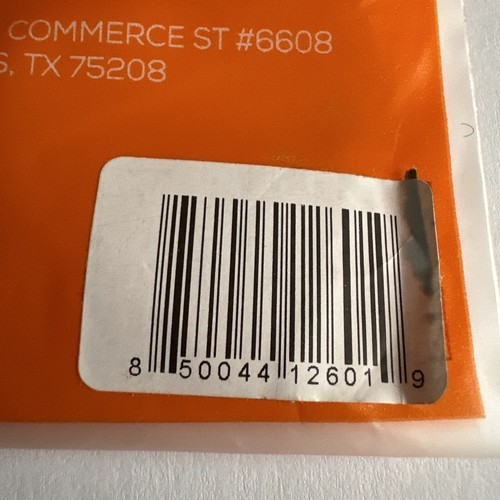 COMMERCE ST #6608
S, TX 75208
8 50044 12601 9